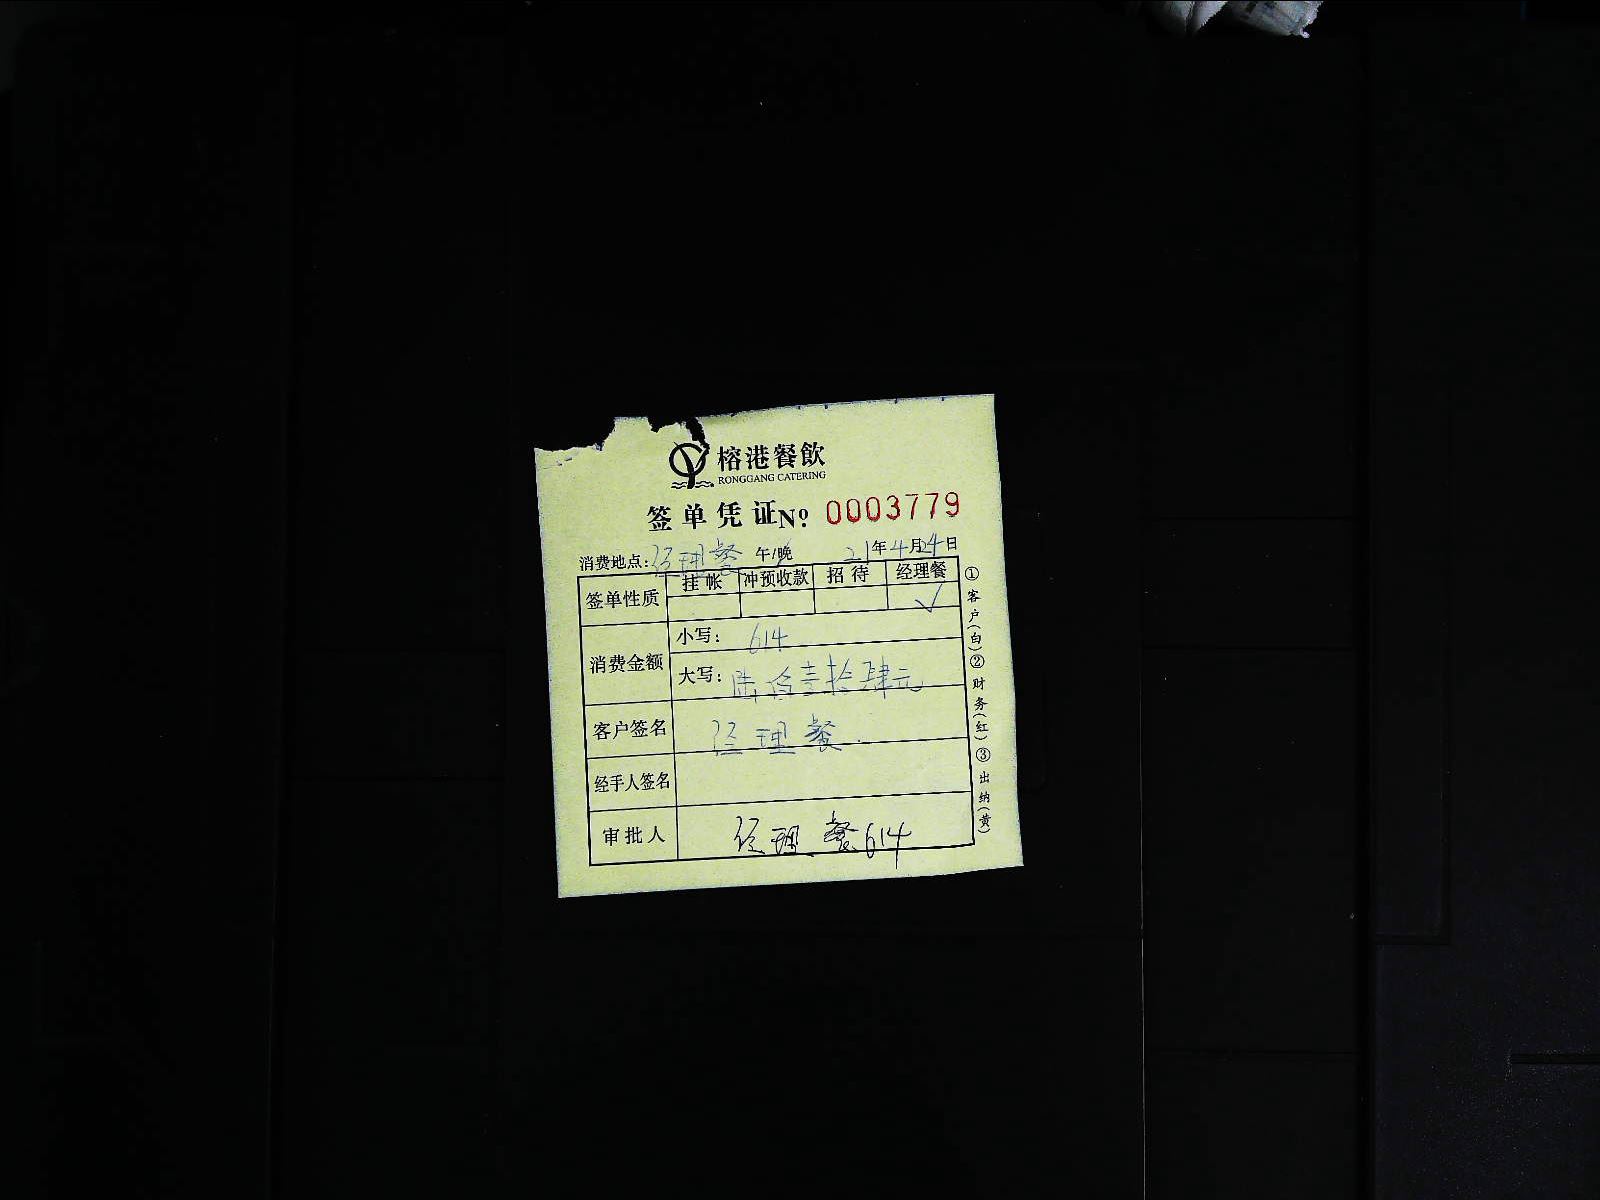 榕港餐飲
RONGGANG CATERING
签单凭证No 0003779
消费地点:经理餐 午/晚 21年4月24日
签单性质 挂帐 冲预收款 招待 经理餐
√
消费金额 小写: 614
大写: 陆佰壹拾肆元
客户签名 经理餐.
经手人签名
审批人 经理餐614
①客户(白)②财务(红)③出纳(黄)